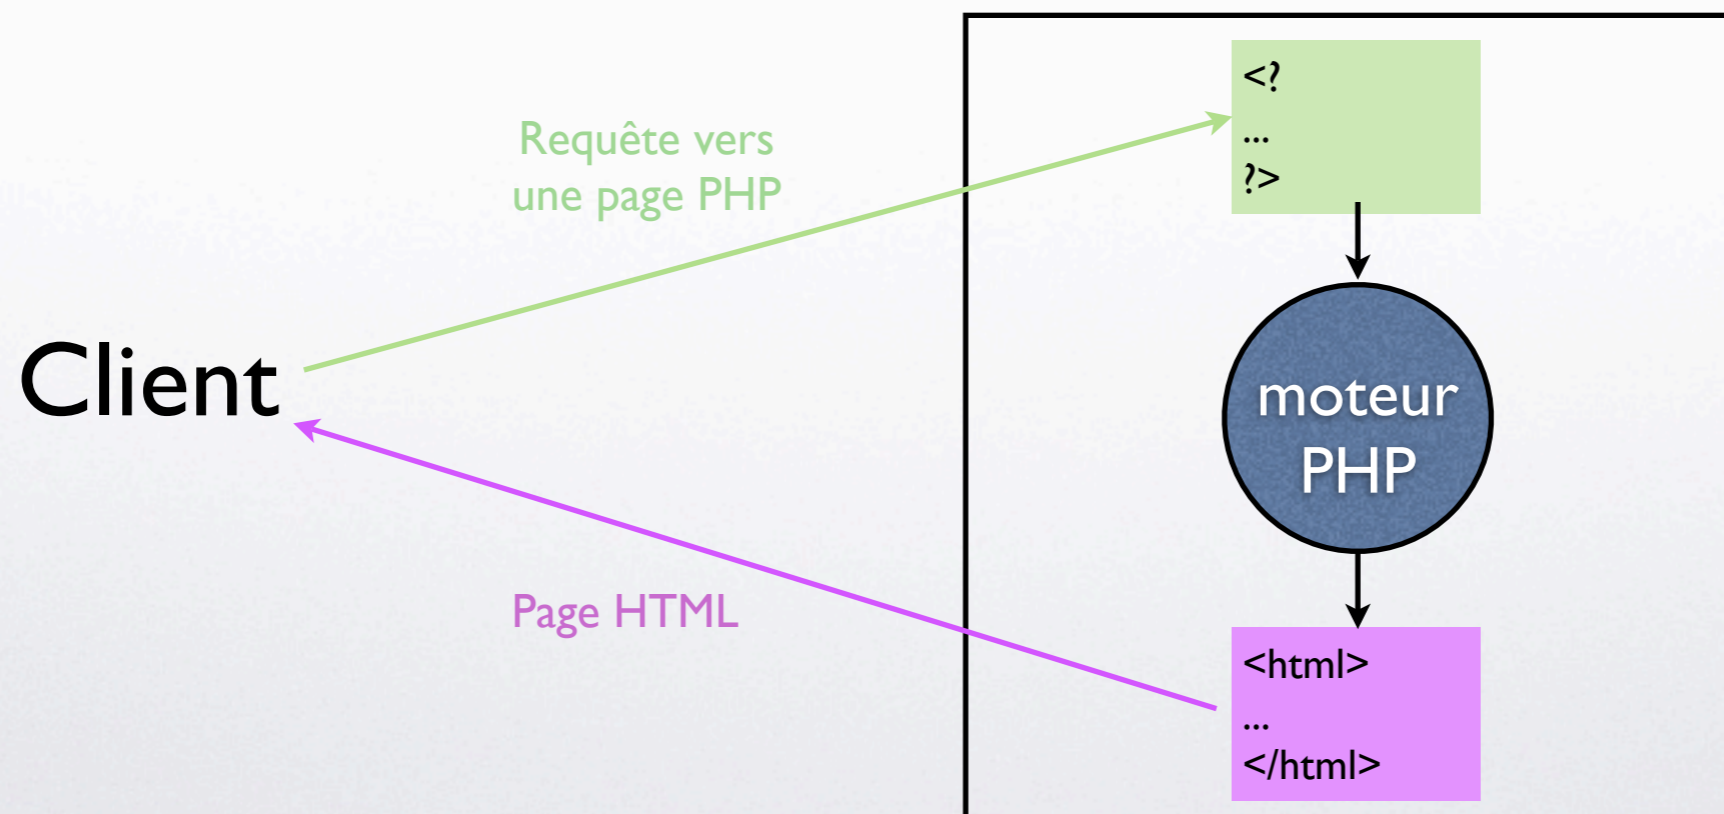 <?
...
?>
Requête vers
une page PHP
Client
moteur
PHP
Page HTML
<html>
...
</html>